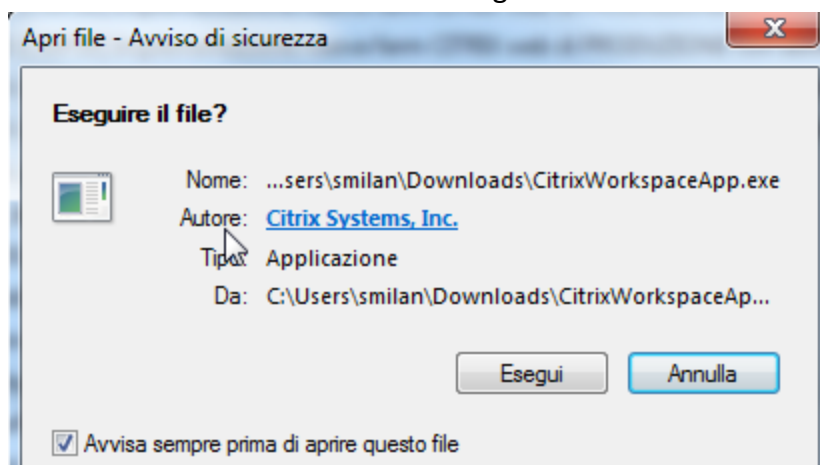 Apri file - Avviso di sicurezza
Eseguire il file?
Nome: ...sers\smilan\Downloads\CitrixWorkspaceApp.exe
Autore: Citrix Systems, Inc.
Tipo: Applicazione
Da: C:\Users\smilan\Downloads\CitrixWorkspaceAp...
Esegui Annulla
Avvisa sempre prima di aprire questo file